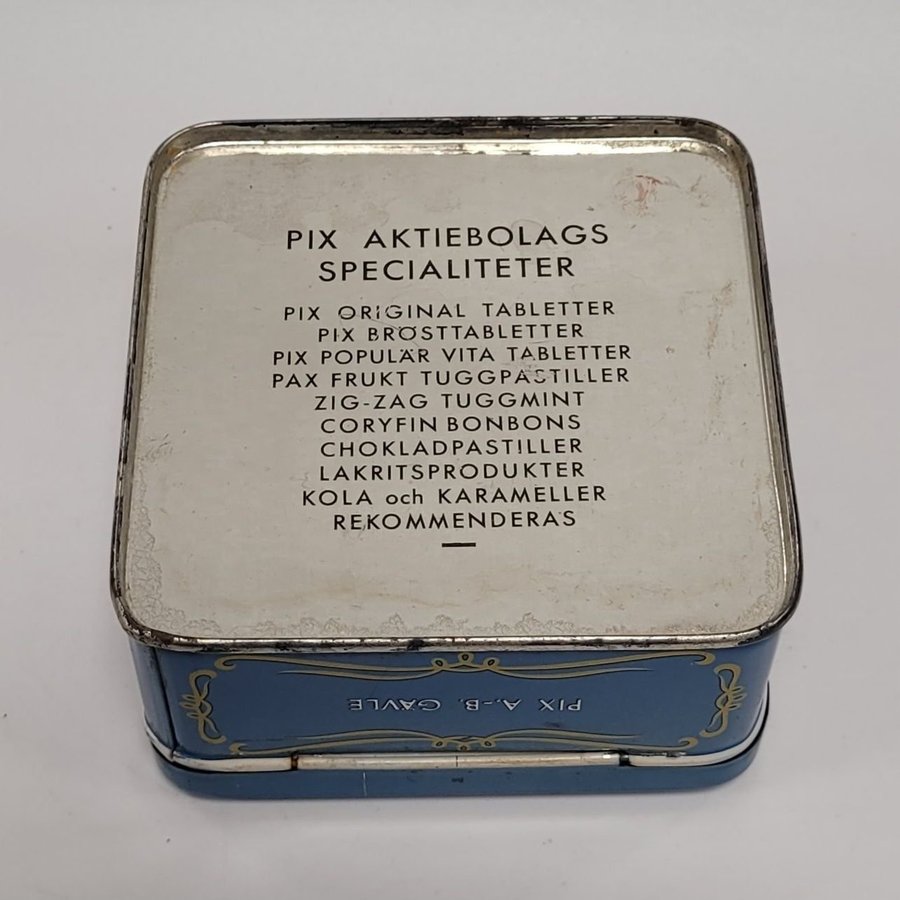 PIX AKTIEBOLAGS
SPECIALITETER
PIX ORIGINAL TABLETTER
PIX BRÖSTTABLETTER
PIX POPULÄR VITA TABLETTER
PAX FRUKT TUGGPASTILLER
ZIG-ZAG TUGGMINT
CORYFIN BONBONS
CHOKLADPASTILLER
LAKRITSPRODUKTER
KOLA och KARAMELLER
REKOMMENDERAS
PIX A.-B. GÄVLE